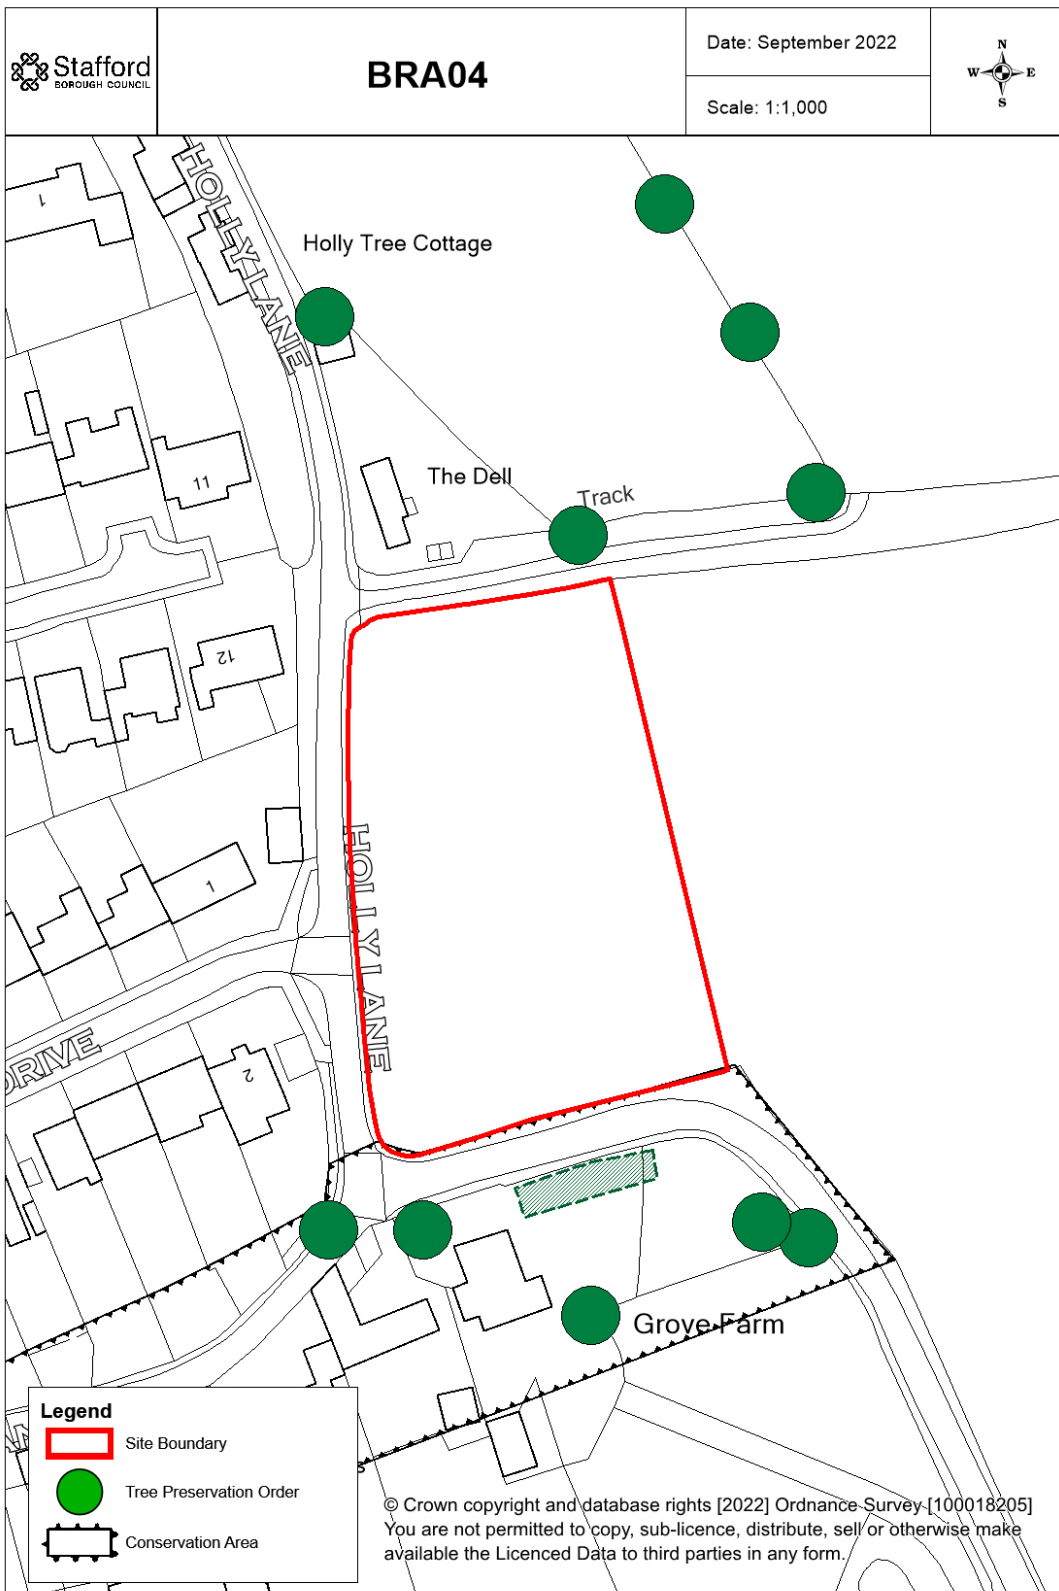 Stafford
BOROUGH COUNCIL
BRA04
Date: September 2022
Scale: 1:1,000
N
W E
S
HOLLY LANE
1
Holly Tree Cottage
The Dell
Track
11
12
HOLLY LANE
1
DRIVE
2
Grove Farm
Legend
Site Boundary
Tree Preservation Order
Conservation Area
© Crown copyright and database rights [2022] Ordnance Survey [100018205]
You are not permitted to copy, sub-licence, distribute, sell or otherwise make
available the Licenced Data to third parties in any form.